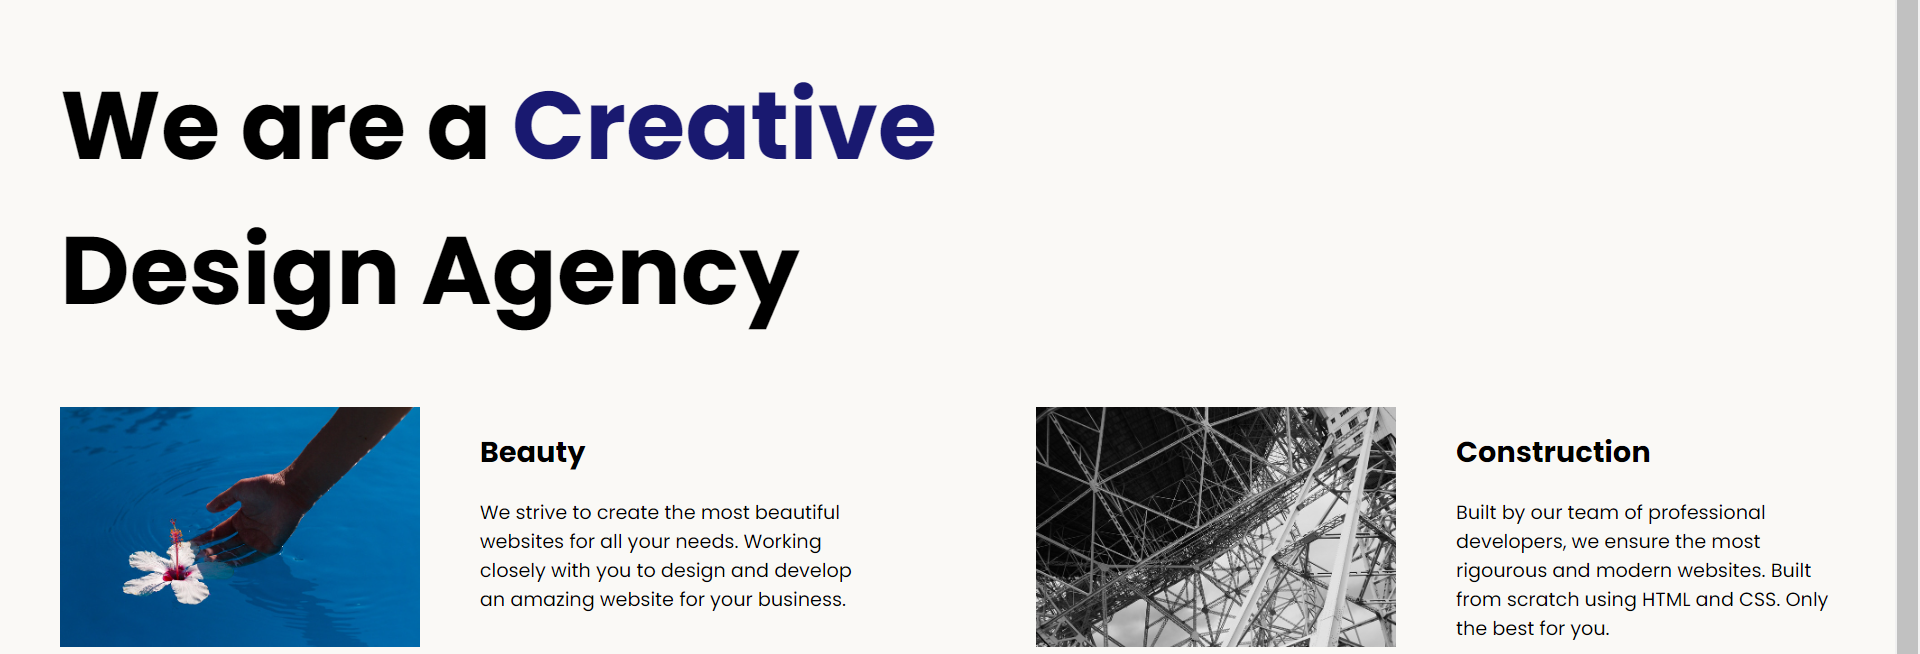 We are a Creative
Design Agency
Beauty
We strive to create the most beautiful
websites for all your needs. Working
closely with you to design and develop
an amazing website for your business.
Construction
Built by our team of professional
developers, we ensure the most
rigourous and modern websites. Built
from scratch using HTML and CSS. Only
the best for you.